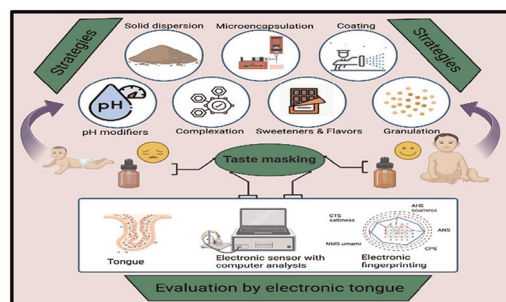 Solid dispersion
Microencapsulation
Coating
Strategies
Strategies
pH
pH modifiers
Complexation
Sweeteners & Flavors
Granulation
Taste masking
Tongue
Electronic sensor with
computer analysis
AHS
sourness
CTS
saltiness
ANS
NMS umami
CPS
Electronic
fingerprinting
Evaluation by electronic tongue